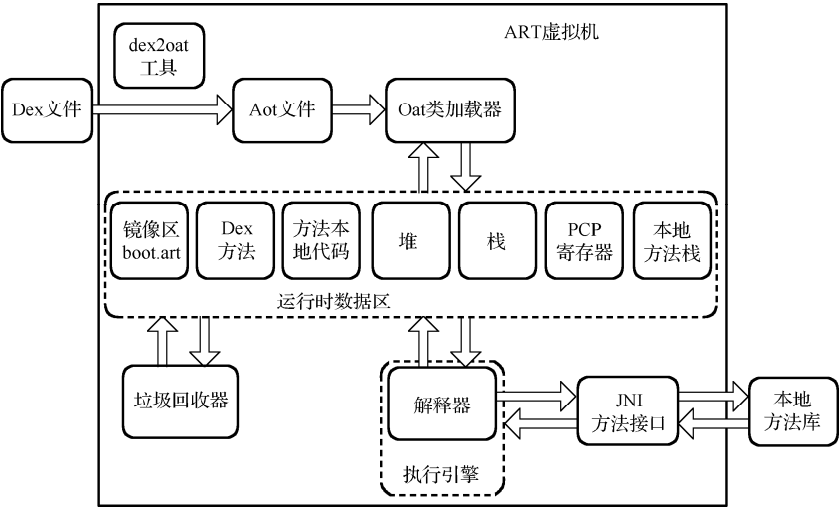 ART虚拟机
dex2oat
工具
Dex文件
Aot文件
Oat类加载器
镜像区
boot.art
Dex
方法
方法本
地代码
堆
栈
PCP
寄存器
本地
方法栈
运行时数据区
垃圾回收器
解释器
JNI
方法接口
本地
方法库
执行引擎